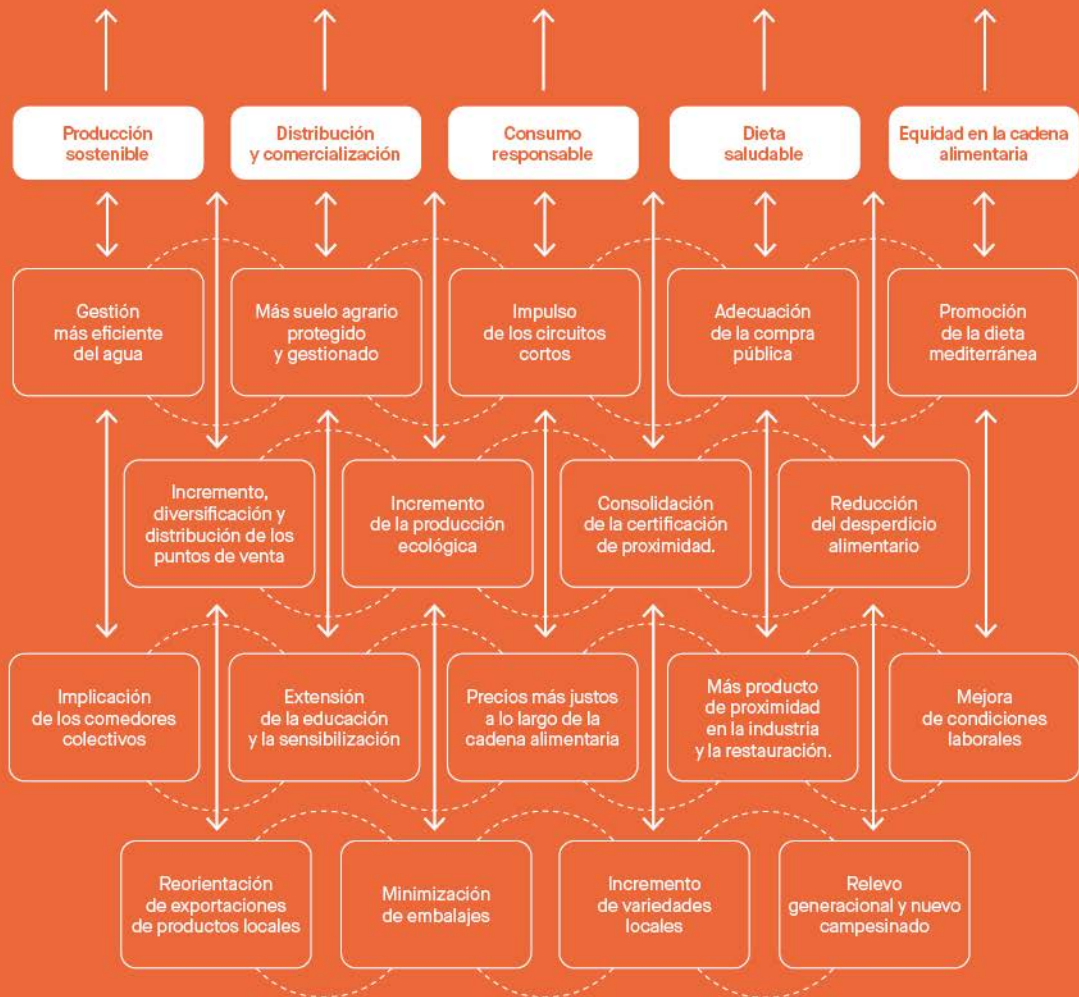 Producción
sostenible
Distribución
y comercialización
Consumo
responsable
Dieta
saludable
Equidad en la cadena
alimentaria
Gestión
más eficiente
del agua
Más suelo agrario
protegido
y gestionado
Impulso
de los circuitos
cortos
Adecuación
de la compra
pública
Promoción
de la dieta
mediterránea
Incremento,
diversificación y
distribución de los
puntos de venta
Incremento
de la producción
ecológica
Consolidación
de la certificación
de proximidad.
Reducción
del desperdicio
alimentario
Implicación
de los comedores
colectivos
Extensión
de la educación
y la sensibilización
Precios más justos
a lo largo de la
cadena alimentaria
Más producto
de proximidad
en la industria
y la restauración.
Mejora
de condiciones
laborales
Reorientación
de exportaciones
de productos locales
Minimización
de embalajes
Incremento
de variedades
locales
Relevo
generacional y nuevo
campesinado